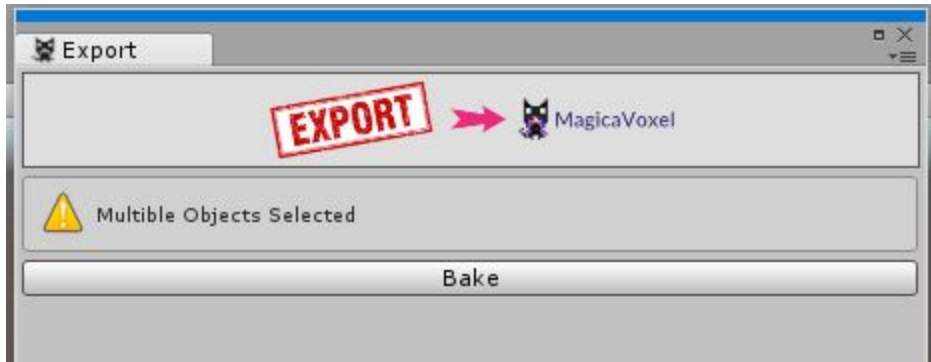 Export
EXPORT MagicaVoxel
Multible Objects Selected
Bake